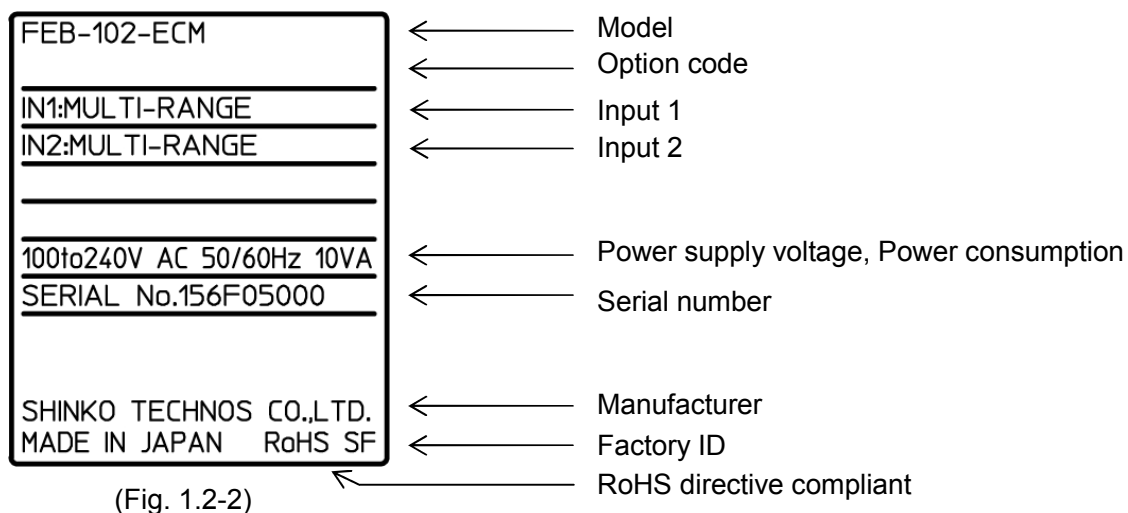 FEB-102-ECM
Model
Option code
IN1:MULTI-RANGE
Input 1
IN2:MULTI-RANGE
Input 2
100to240V AC 50/60Hz 10VA
Power supply voltage, Power consumption
SERIAL No.156F05000
Serial number
SHINKO TECHNOS CO.,LTD.
Manufacturer
MADE IN JAPAN RoHS SF
Factory ID
RoHS directive compliant
(Fig. 1.2-2)